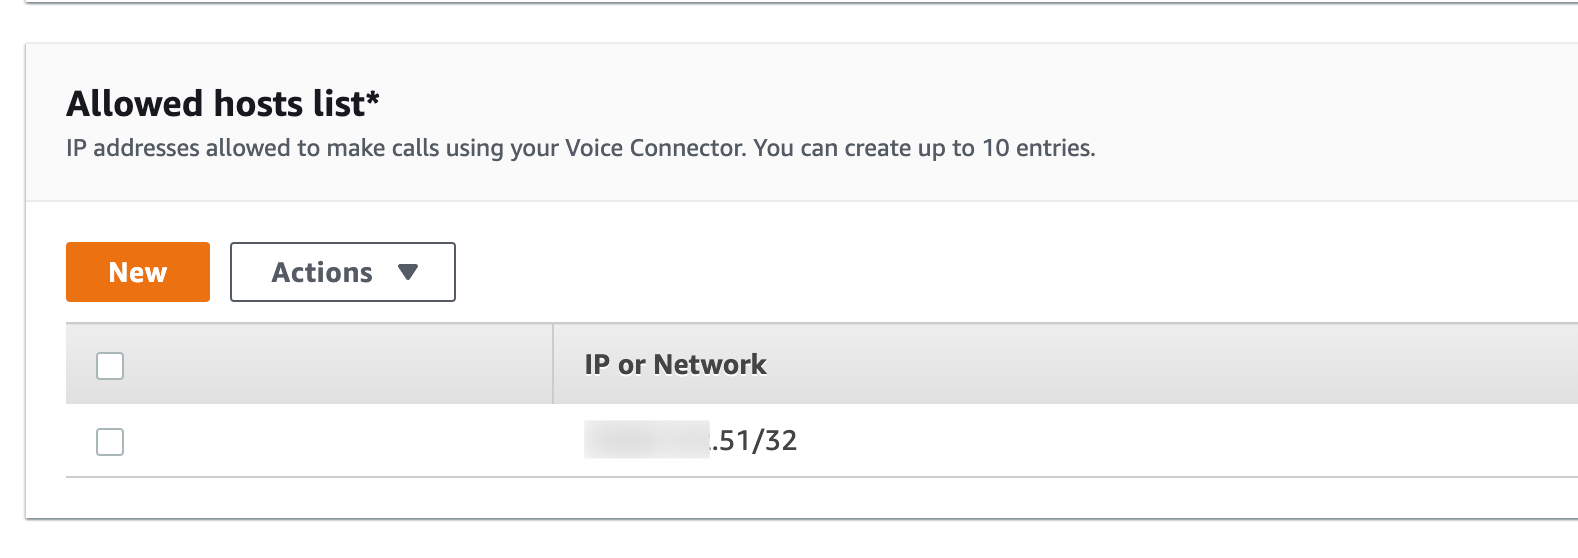 Allowed hosts list*
IP addresses allowed to make calls using your Voice Connector. You can create up to 10 entries.
New
Actions
IP or Network
.51/32